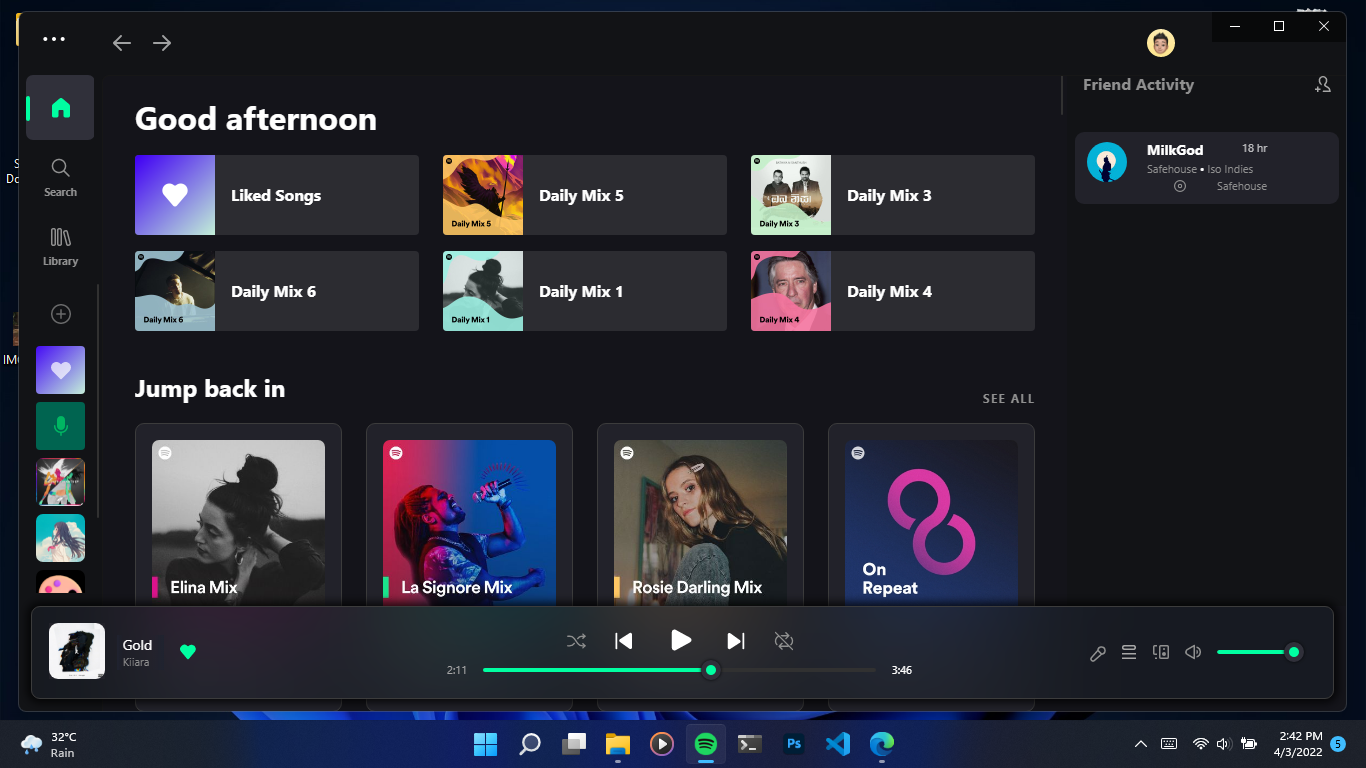 Good afternoon
Friend Activity
Search
Library
Liked Songs
Daily Mix 5
Daily Mix 5
Daily Mix 3
Daily Mix 3
Daily Mix 6
Daily Mix 6
Daily Mix 1
Daily Mix 1
Daily Mix 4
Daily Mix 4
MilkGod
18 hr
Safehouse • Iso Indies
Safehouse
Jump back in
SEE ALL
Elina Mix
La Signore Mix
Rosie Darling Mix
On
Repeat
Gold
Kiiara
2:11
3:46
32°C
Rain
Ps
2:42 PM
4/3/2022
5